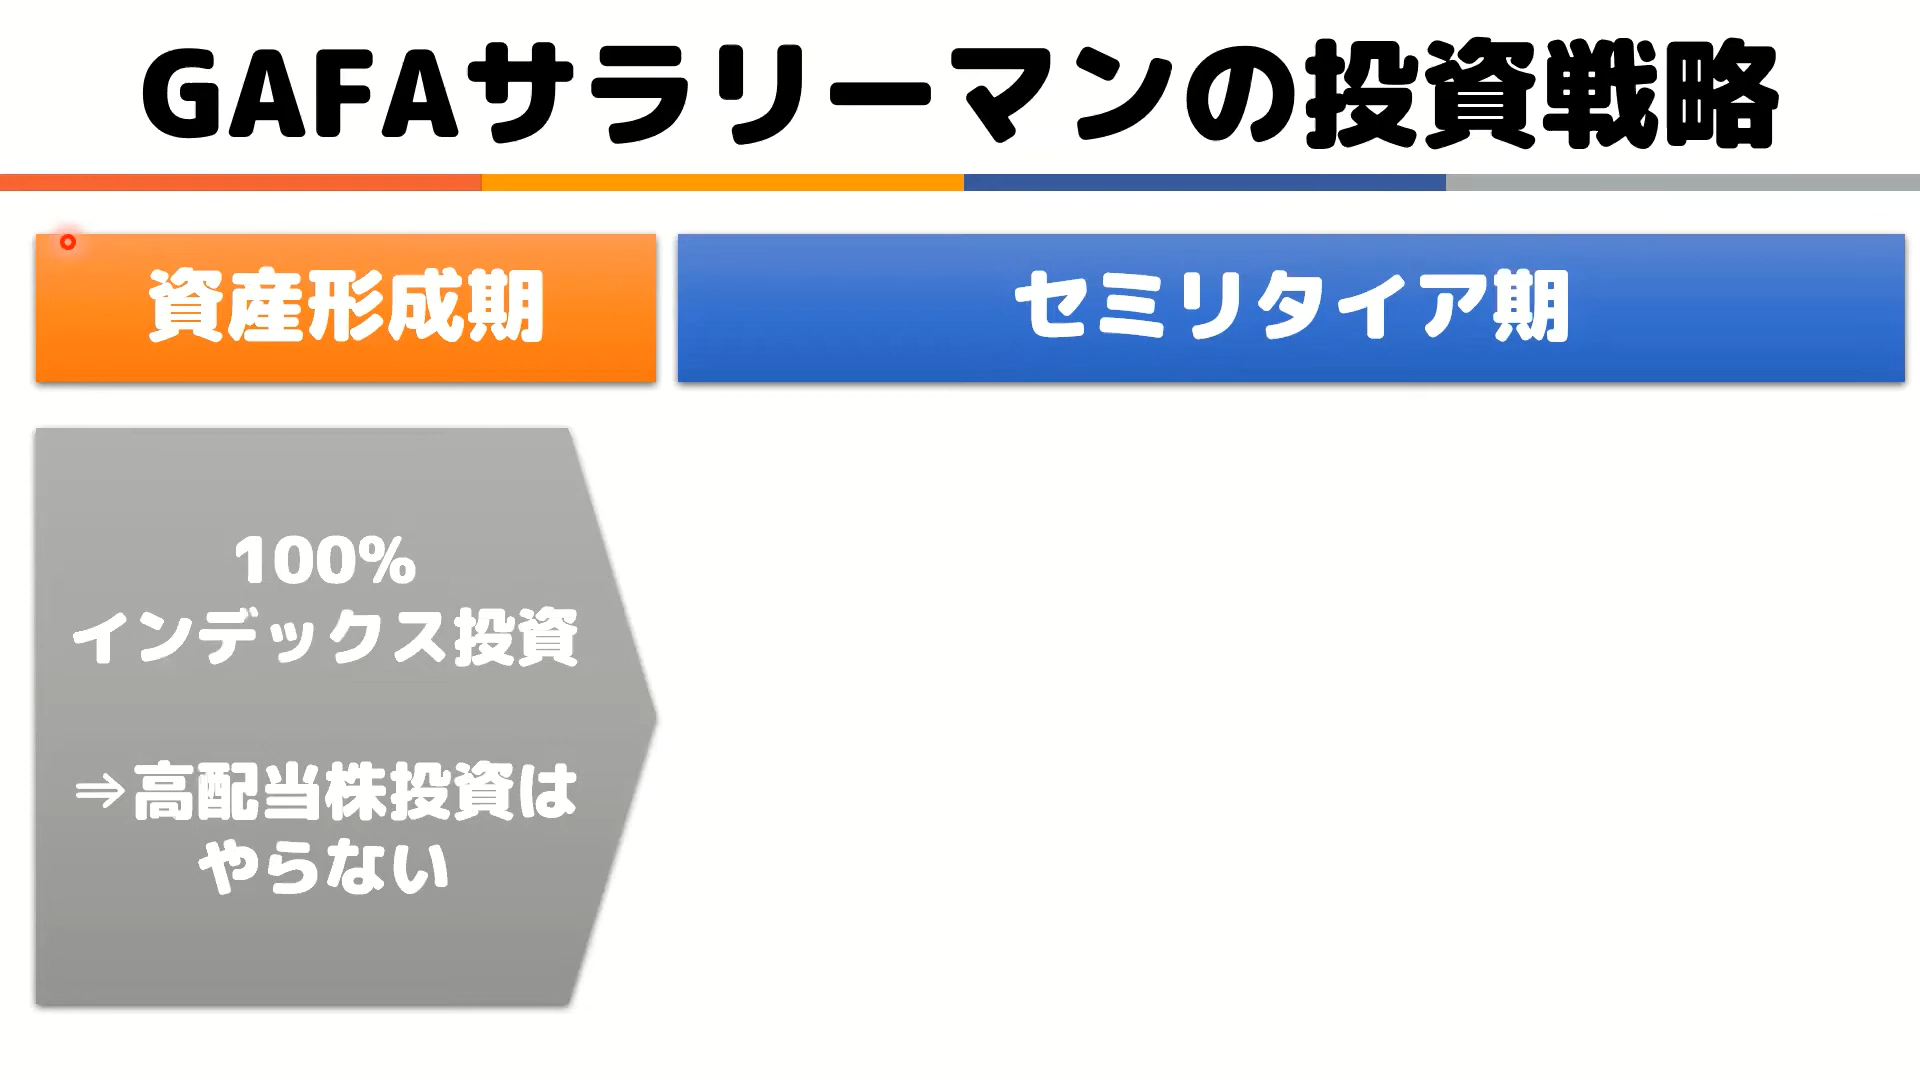 GAFAサラリーマンの投資戦略
資産形成期
セミリタイア期
100%
インデックス投資
⇒高配当株投資は
やらない